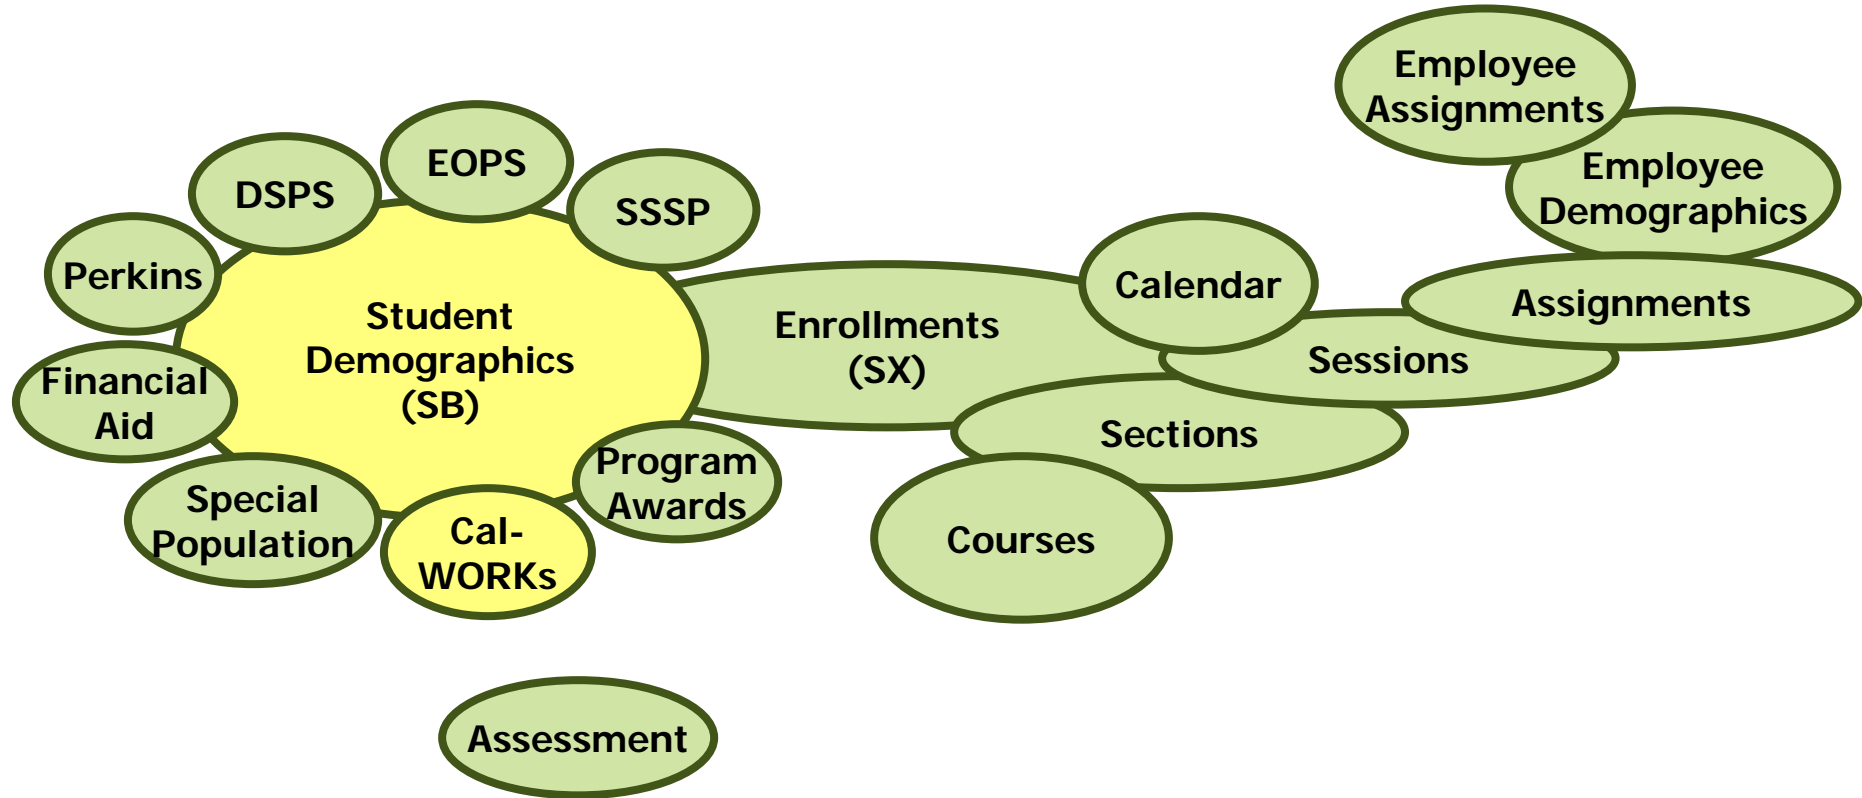 Employee
Assignments
Employee
Demographics
Assignments
EOPS
DSPS
SSSP
Perkins
Calendar
Student
Demographics
(SB)
Enrollments
(SX)
Sessions
Financial
Aid
Sections
Program
Awards
Special
Population
Cal-
WORKs
Courses
Assessment